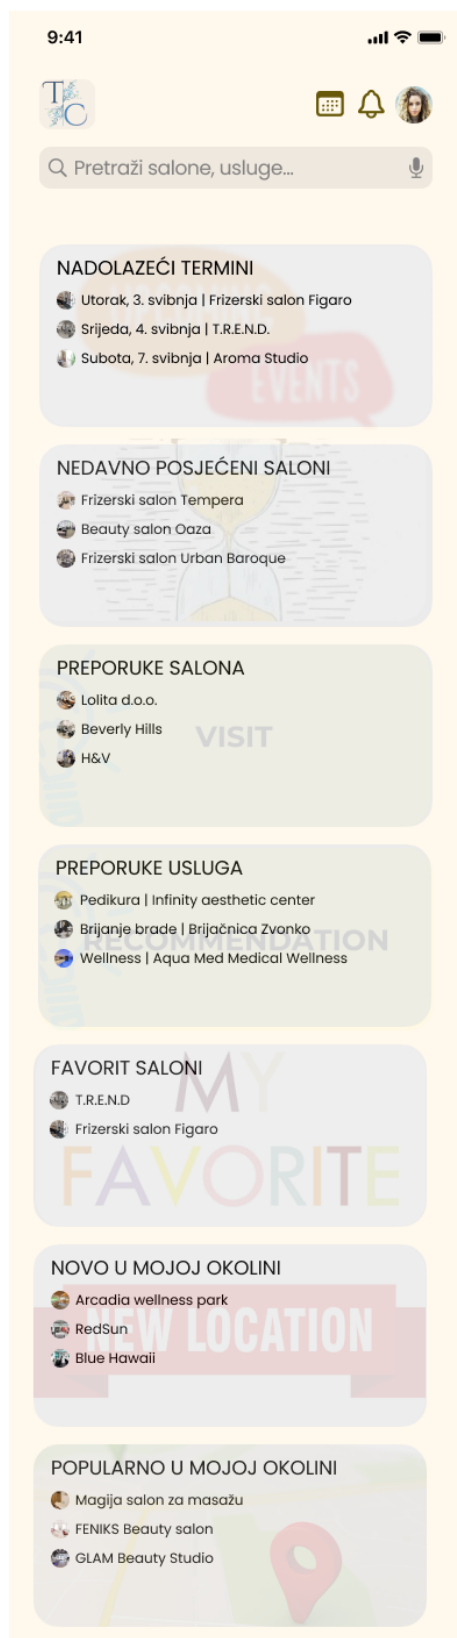 9:41
TC
Pretraži salone, usluge...
NADOLAZEĆI TERMINI
Utorak, 3. svibnja | Frizerski salon Figaro
Srijeda, 4. svibnja | T.R.E.N.D.
Subota, 7. svibnja | Aroma Studio
UPCOMING
EVENTS
NEDAVNO POSJEĆENI SALONI
Frizerski salon Tempera
Beauty salon Oaza
Frizerski salon Urban Baroque
PREPORUKE SALONA
Lolita d.o.o.
Beverly Hills
VISIT
H&V
PREPORUKE USLUGA
Pedikura | Infinity aesthetic center
Brijanje brade | Brijačnica Zvonko
RECOMMENDATION
Wellness | Aqua Med Medical Wellness
FAVORIT SALONI
MY
T.R.E.N.D
Frizerski salon Figaro
FAVORITE
NOVO U MOJOJ OKOLINI
Arcadia wellness park
RedSun
NEW LOCATION
Blue Hawaii
POPULARNO U MOJOJ OKOLINI
Magija salon za masažu
FENIKS Beauty salon
GLAM Beauty Studio